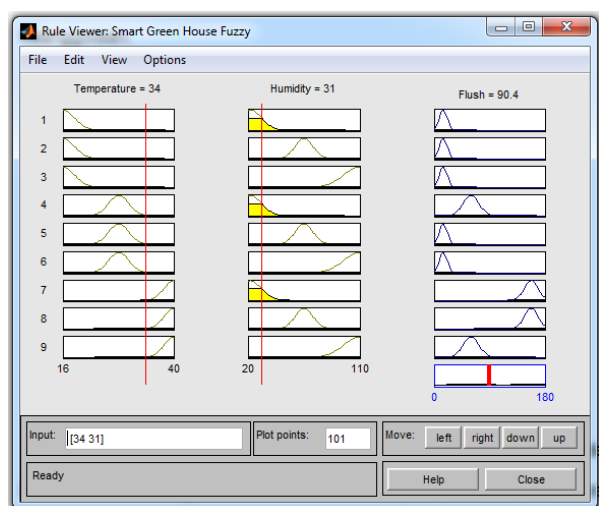 Rule Viewer: Smart Green House Fuzzy
File Edit View Options
Temperature = 34 Humidity = 31 Flush = 90.4
1
2
3
4
5
6
7
8
9
16 40 20 110
0 180
Input: [34 31] Plot points: 101 Move: left right down up
Ready Help Close